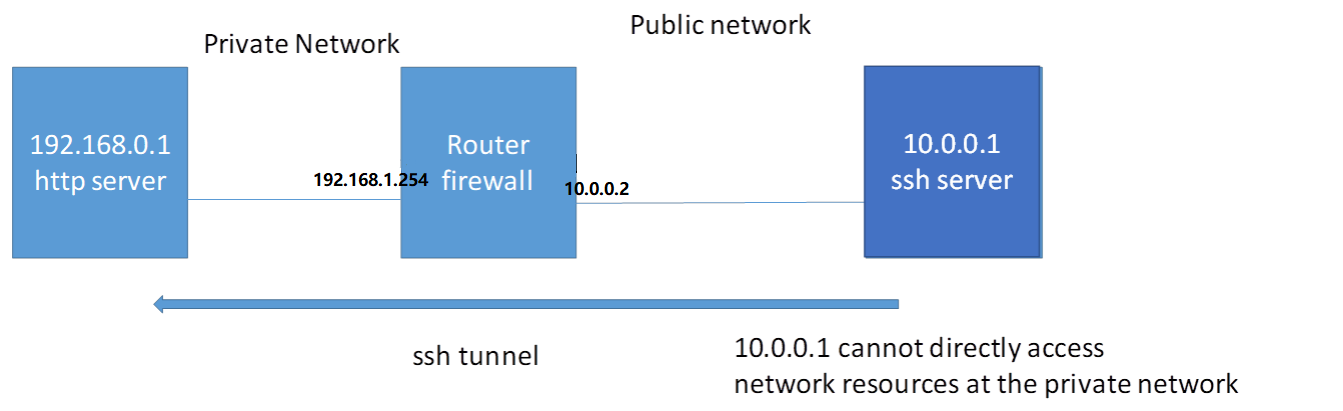 Public network
Private Network
192.168.0.1
http server
192.168.1.254
Router
firewall
10.0.0.2
10.0.0.1
ssh server
ssh tunnel
10.0.0.1 cannot directly access
network resources at the private network